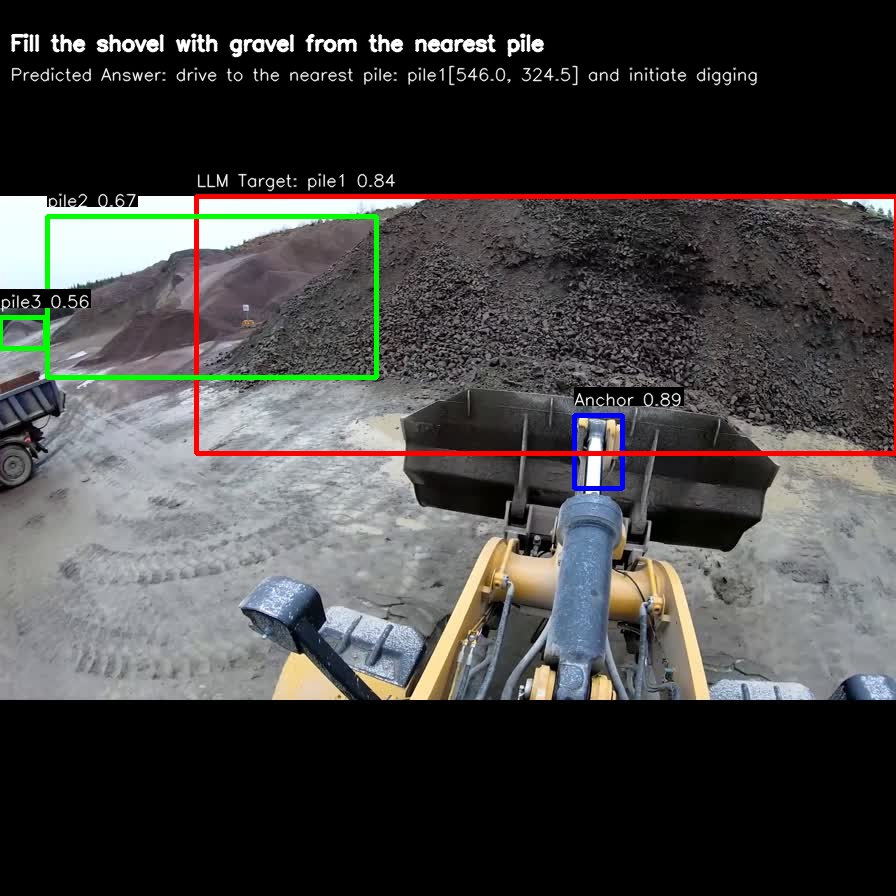 Fill the shovel with gravel from the nearest pile
Predicted Answer: drive to the nearest pile: pile1[546.0, 324.5] and initiate digging
LLM Target: pile1 0.84
pile2 0.67
pile3 0.56
Anchor 0.89